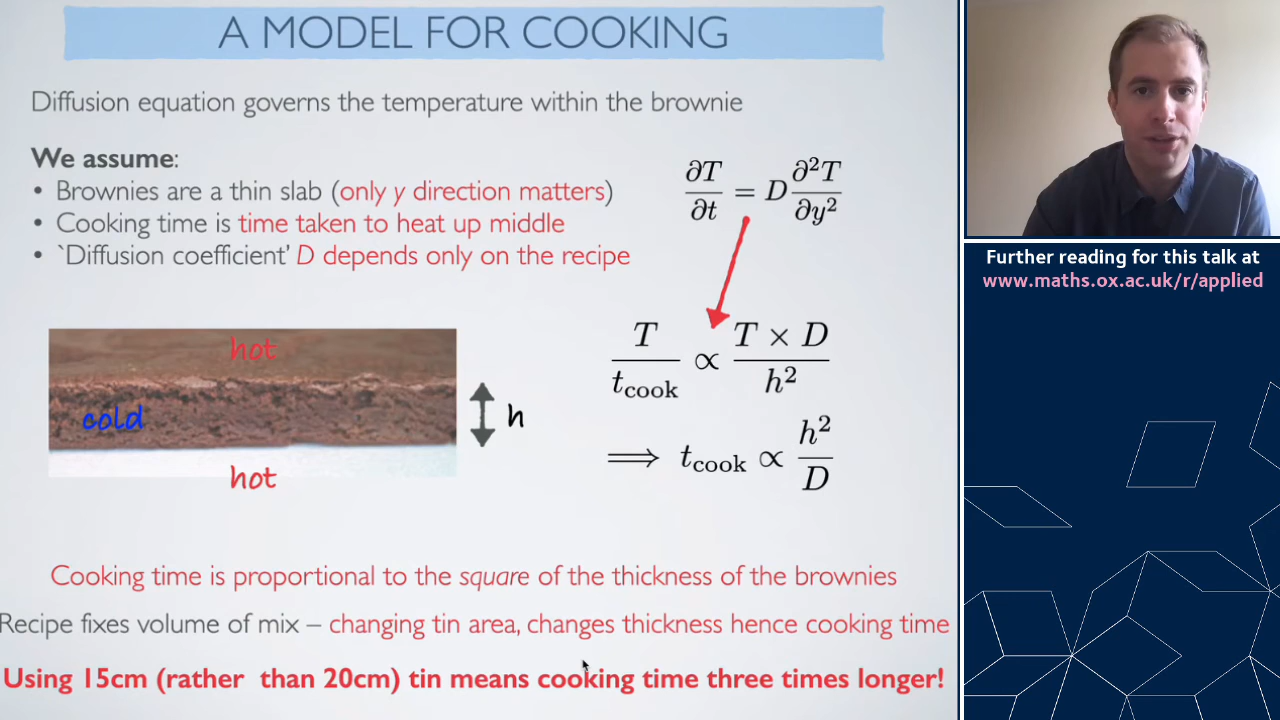 A MODEL FOR COOKING
Diffusion equation governs the temperature within the brownie
We assume:
• Brownies are a thin slab (only y direction matters)
• Cooking time is time taken to heat up middle
• `Diffusion coefficient' D depends only on the recipe
∂T/∂t = D ∂²T/∂y²
hot
cold
hot
h
T/t_cook ∝ T × D/h²
⟹ t_cook ∝ h²/D
Cooking time is proportional to the square of the thickness of the brownies
Recipe fixes volume of mix – changing tin area, changes thickness hence cooking time
Using 15cm (rather than 20cm) tin means cooking time three times longer!
Further reading for this talk at
www.maths.ox.ac.uk/r/applied